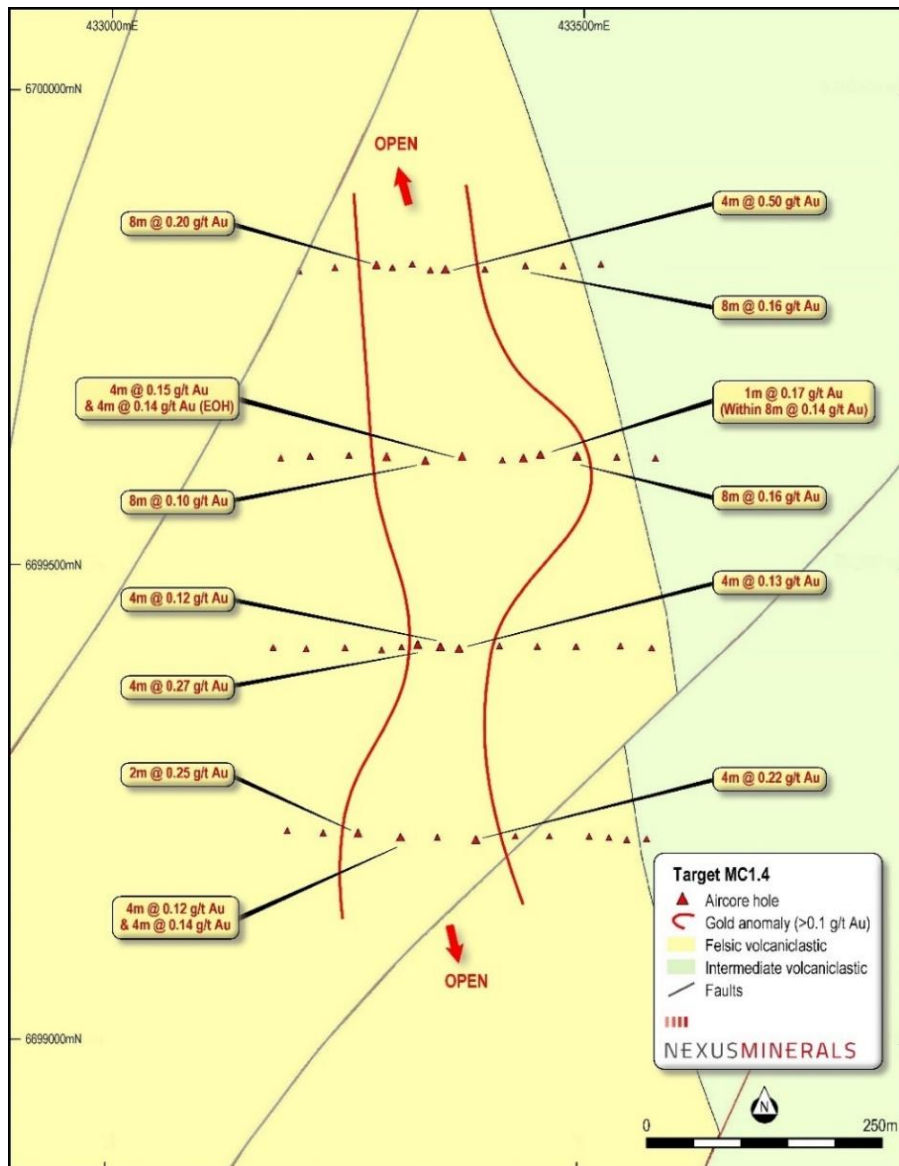 433000mE
433500mE
6700000mN
OPEN
8m @ 0.20 g/t Au
4m @ 0.50 g/t Au
8m @ 0.16 g/t Au
4m @ 0.15 g/t Au
& 4m @ 0.14 g/t Au (EOH)
1m @ 0.17 g/t Au
(Within 8m @ 0.14 g/t Au)
8m @ 0.10 g/t Au
8m @ 0.16 g/t Au
6699500mN
4m @ 0.12 g/t Au
4m @ 0.13 g/t Au
4m @ 0.27 g/t Au
2m @ 0.25 g/t Au
4m @ 0.22 g/t Au
4m @ 0.12 g/t Au
& 4m @ 0.14 g/t Au
OPEN
6699000mN
Target MC1.4
Aircore hole
Gold anomaly (>0.1 g/t Au)
Felsic volcaniclastic
Intermediate volcaniclastic
Faults
NEXUSMINERALS
N
0
250m